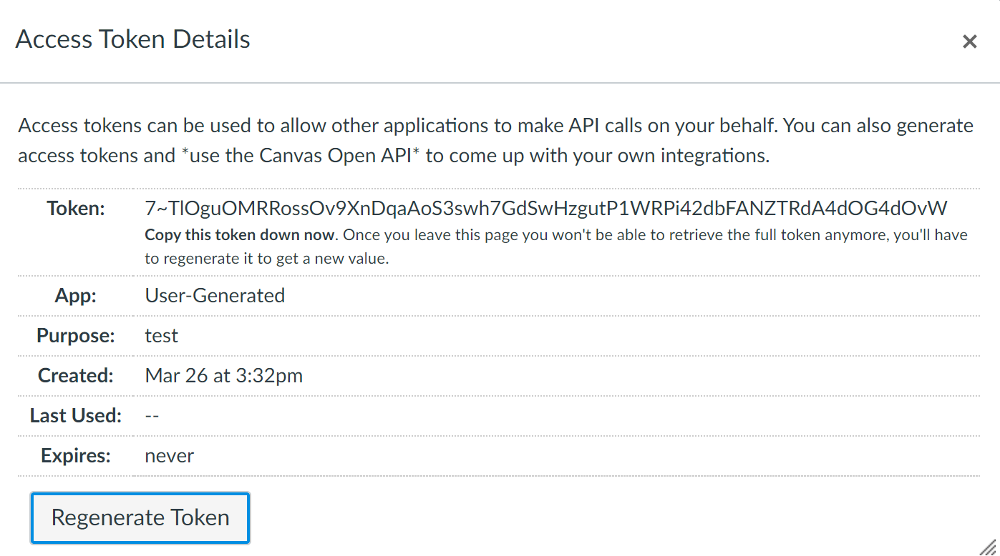 Access Token Details
×
Access tokens can be used to allow other applications to make API calls on your behalf. You can also generate
access tokens and *use the Canvas Open API* to come up with your own integrations.
Token: 7~TlOguOMRRossOv9XnDqaAoS3swh7GdSwHzgutP1WRPi42dbFANZTRdA4dOG4dOvW
Copy this token down now. Once you leave this page you won't be able to retrieve the full token anymore, you'll have
to regenerate it to get a new value.
App: User-Generated
Purpose: test
Created: Mar 26 at 3:32pm
Last Used: --
Expires: never
Regenerate Token